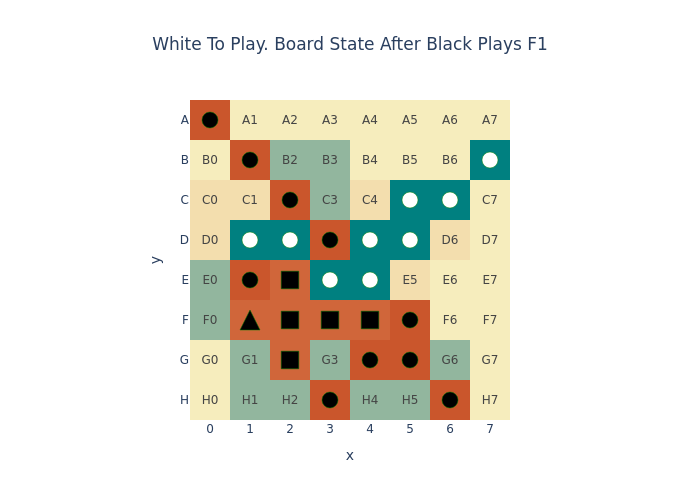 White To Play. Board State After Black Plays F1
A A1 A2 A3 A4 A5 A6 A7
B B0 B2 B3 B4 B5 B6
C C0 C1 C3 C4 C7
D D0 D6 D7
E E0 E5 E6 E7
F F0 F6 F7
G G0 G1 G3 G6 G7
H H0 H1 H2 H4 H5 H7
0 1 2 3 4 5 6 7
x
y